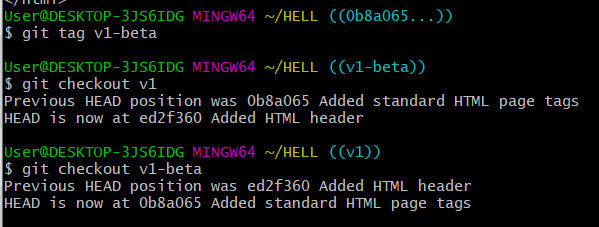 </html>
User@DESKTOP-3JS6IDG MINGW64 ~/HELL ((0b8a065...))
$ git tag v1-beta
User@DESKTOP-3JS6IDG MINGW64 ~/HELL ((v1-beta))
$ git checkout v1
Previous HEAD position was 0b8a065 Added standard HTML page tags
HEAD is now at ed2f360 Added HTML header
User@DESKTOP-3JS6IDG MINGW64 ~/HELL ((v1))
$ git checkout v1-beta
Previous HEAD position was ed2f360 Added HTML header
HEAD is now at 0b8a065 Added standard HTML page tags